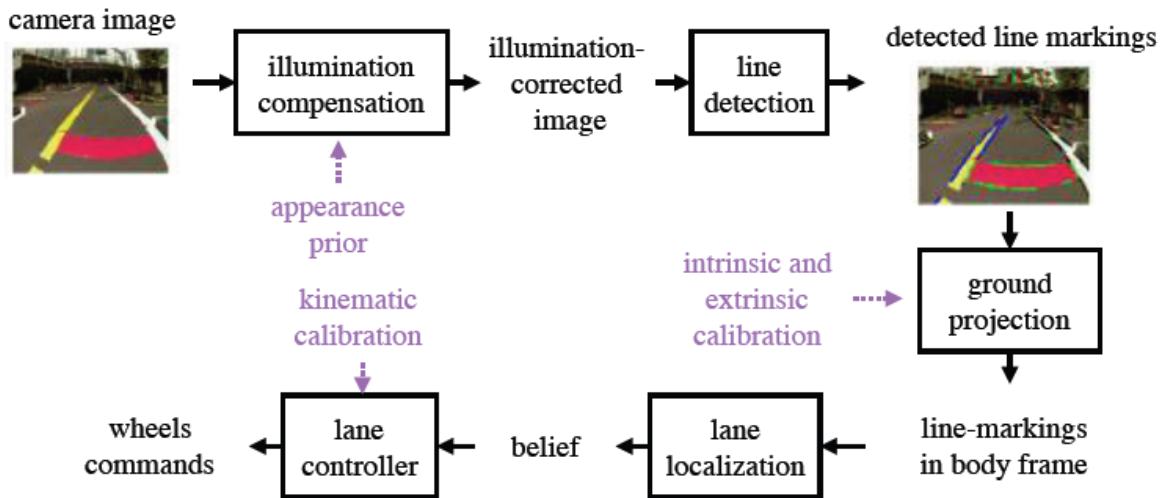 camera image
illumination
compensation
illumination-
corrected
image
line
detection
detected line markings
appearance
prior
kinematic
calibration
intrinsic and
extrinsic
calibration
ground
projection
wheels
commands
lane
controller
belief
lane
localization
line-markings
in body frame